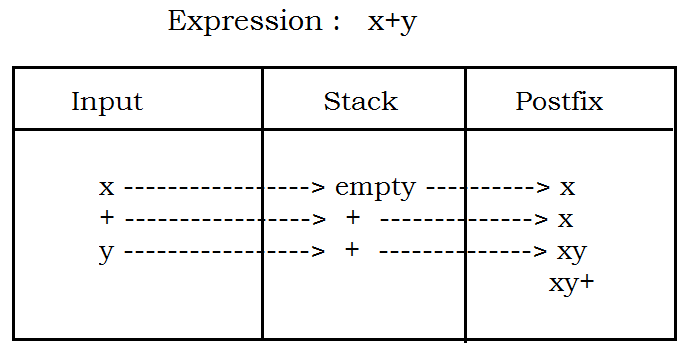 Expression : x+y
Input Stack Postfix
x -----------------> empty ----------> x
+ -----------------> + --------------> x
y -----------------> + --------------> xy
xy+